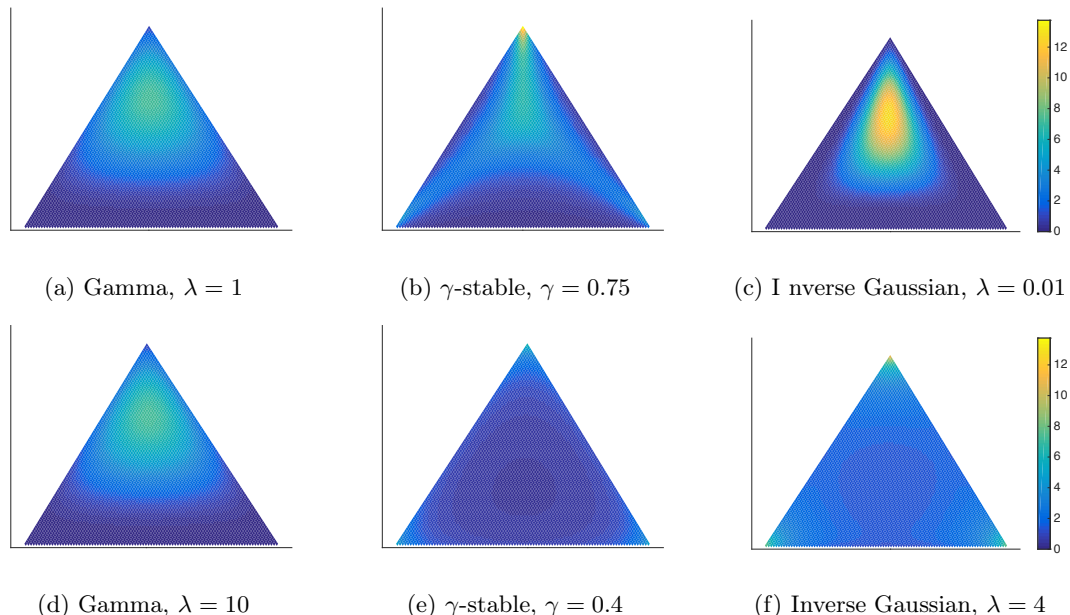 12
10
8
6
4
2
0
(a) Gamma, λ = 1
(b) γ-stable, γ = 0.75
(c) I nverse Gaussian, λ = 0.01
12
10
8
6
4
2
0
(d) Gamma, λ = 10
(e) γ-stable, γ = 0.4
(f) Inverse Gaussian, λ = 4